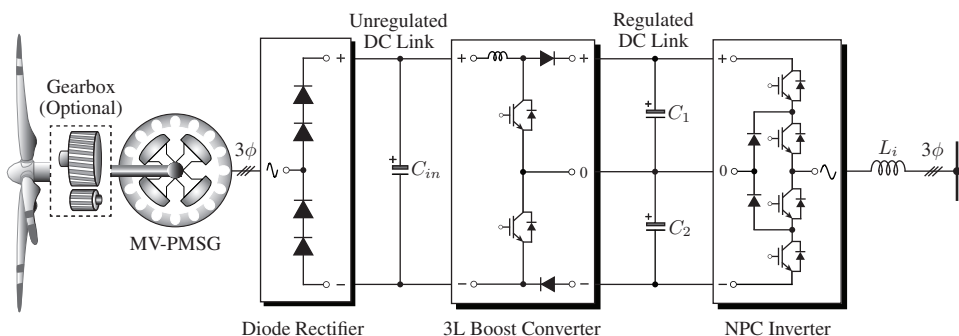 Unregulated
DC Link
Regulated
DC Link
Gearbox
(Optional)
MV-PMSG
3ϕ
+
−
+
C_in
+
−
+
0
−
+
C_1
+
C_2
+
0
−
L_i
3ϕ
Diode Rectifier
3L Boost Converter
NPC Inverter